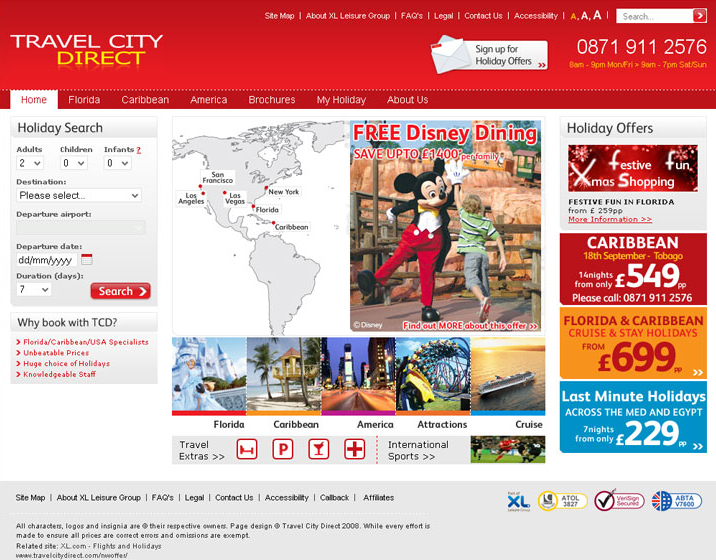 Site Map | About XL Leisure Group | FAQ's | Legal | Contact Us | Accessibility | A, A, A | Search...
TRAVEL CITY
DIRECT
Sign up for
Holiday Offers >>
0871 911 2576
8am - 9pm Mon/Fri > 9am - 7pm Sat/Sun
Home Florida Caribbean America Brochures My Holiday About Us
Holiday Search
Adults Children Infants ?
2 0 0
Destination:
Please select...
Departure airport:
Departure date:
dd/mm/yyyy
Duration (days):
7
Search >
Why book with TCD?
> Florida/Caribbean/USA Specialists
> Unbeatable Prices
> Huge choice of Holidays
> Knowledgeable Staff
San
Francisco
Los
Angeles
Las
Vegas
New York
Florida
Caribbean
FREE Disney Dining
SAVE UP TO £1400 per family*
© Disney
Find out MORE about this offer >>
Florida Caribbean America Attractions Cruise
Travel
Extras >>
P
International
Sports >>
Holiday Offers
festive fun,
Xmas Shopping
FESTIVE FUN IN FLORIDA
from £ 259pp
More Information >>
CARIBBEAN
18th September - Tobago
14nights
from only £549pp
Please call: 0871 911 2576
FLORIDA & CARIBBEAN
CRUISE & STAY HOLIDAYS
FROM
£699pp >>
Last Minute Holidays
ACROSS THE MED AND EGYPT
7nights
from only £229pp >>
Site Map | About XL Leisure Group | FAQ's | Legal | Contact Us | Accessibility | Callback | Affiliates
Part of
XL
Leisure Group
ATOL
3827
VeriSign
Secured
ABTA
V7600
All characters, logos and insignia are © their respective owners. Page design © Travel City Direct 2008. While every effort is
made to ensure all prices are correct errors and omissions are exempt.
Related site: XL.com - Flights and Holidays
www.travelcitydirect.com/nwoffer/